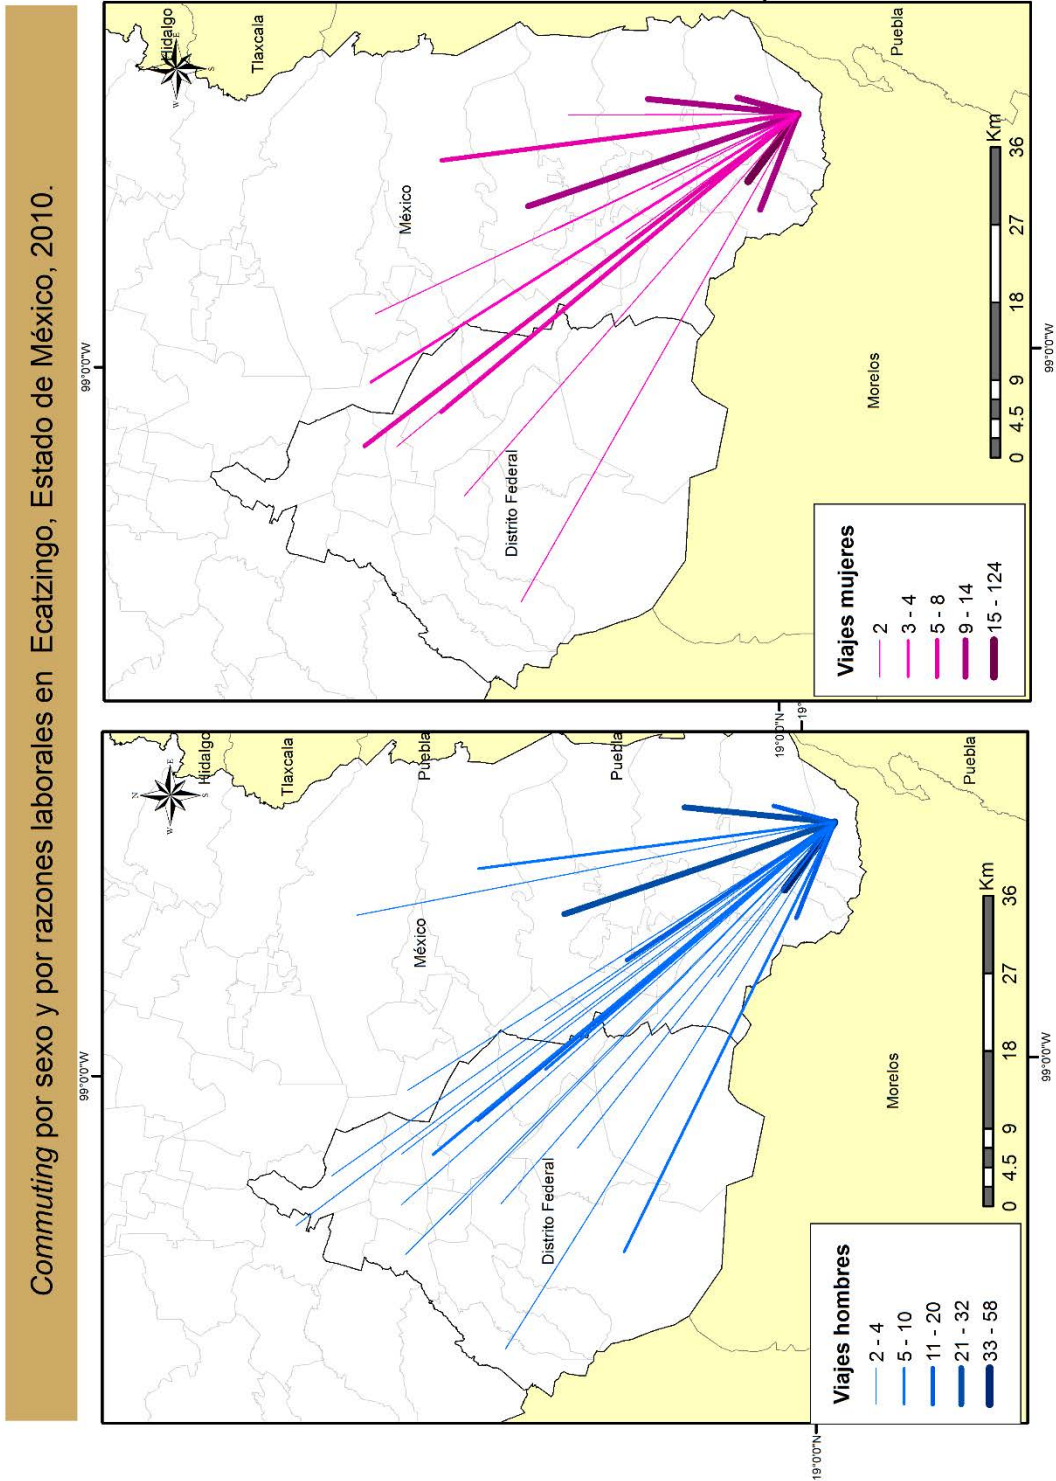 Commuting por sexo y por razones laborales en Ecatzingo, Estado de México, 2010.
99°0'0"W
N
W
E
S
Hidalgo
Tlaxcala
Puebla
Puebla
México
Distrito Federal
Morelos
Puebla
19°0'0"N
99°0'0"W
Viajes hombres
2 - 4
5 - 10
11 - 20
21 - 32
33 - 58
0 4.5 9 18 27 36 Km
99°0'0"W
W
E
S
Hidalgo
Tlaxcala
México
Distrito Federal
Morelos
Puebla
19°0'0"N
19°
99°0'0"W
Viajes mujeres
2
3 - 4
5 - 8
9 - 14
15 - 124
0 4.5 9 18 27 36 Km